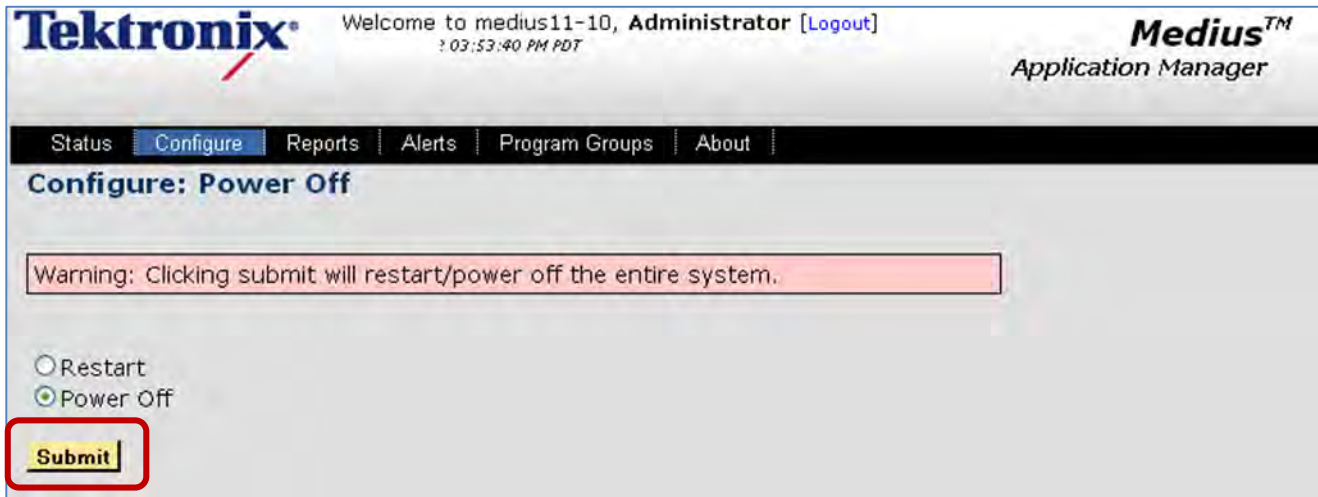 Tektronix
Welcome to medius11-10, Administrator [Logout]
03:53:40 PM PDT
Medius™
Application Manager
Status Configure Reports Alerts Program Groups About
Configure: Power Off
Warning: Clicking submit will restart/power off the entire system.
Restart
Power Off
Submit